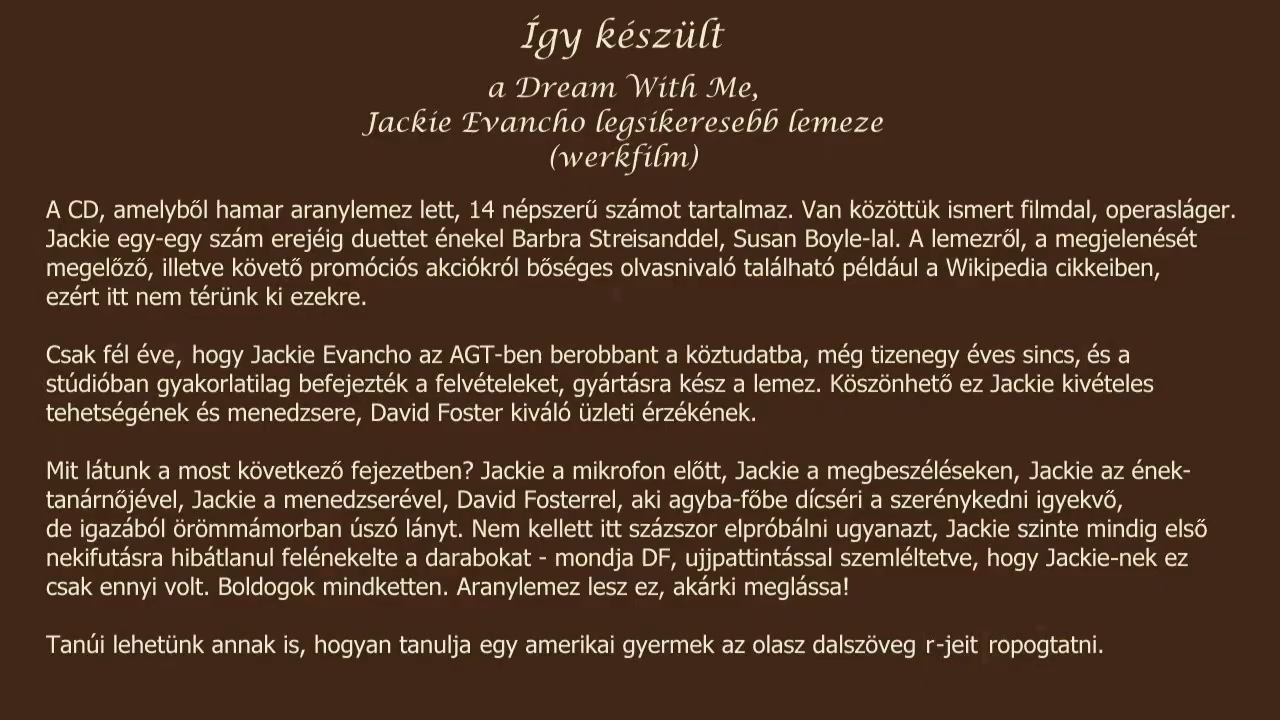 Így készült
a Dream With Me,
Jackie Evancho legsikeresebb lemeze
(werkfilm)
A CD, amelyből hamar aranylemez lett, 14 népszerű számot tartalmaz. Van közöttük ismert filmdal, operasláger.
Jackie egy-egy szám erejéig duettet énekel Barbra Streisanddel, Susan Boyle-lal. A lemezről, a megjelenését
megelőző, illetve követő promóciós akciókról bőséges olvasnivaló található például a Wikipedia cikkeiben,
ezért itt nem térünk ki ezekre.
Csak fél éve, hogy Jackie Evancho az AGT-ben berobbant a köztudatba, még tizenegy éves sincs, és a
stúdióban gyakorlatilag befejezték a felvételeket, gyártásra kész a lemez. Köszönhető ez Jackie kivételes
tehetségének és menedzsere, David Foster kiváló üzleti érzékének.
Mit látunk a most következő fejezetben? Jackie a mikrofon előtt, Jackie a megbeszéléseken, Jackie az ének-
tanárnőjével, Jackie a menedzserével, David Fosterrel, aki agyba-főbe dícséri a szerénykedni igyekvő,
de igazából örömmámorban úszó lányt. Nem kellett itt százszor elpróbálni ugyanazt, Jackie szinte mindig első
nekifutásra hibátlanul felénekelte a darabokat - mondja DF, ujjpattintással szemléltetve, hogy Jackie-nek ez
csak ennyi volt. Boldogok mindketten. Aranylemez lesz ez, akárki meglássa!
Tanúi lehetünk annak is, hogyan tanulja egy amerikai gyermek az olasz dalszöveg r-jeit ropogtatni.